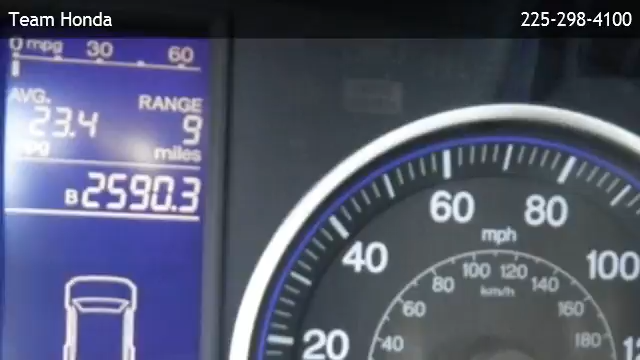 Team Honda 225-298-4100
0 mpg 30 60
AVG. RANGE
23.4 9
mpg miles
B 2590.3
60 80
mph
40 100
100 120
80 140
km/h
60 160
20 40 180